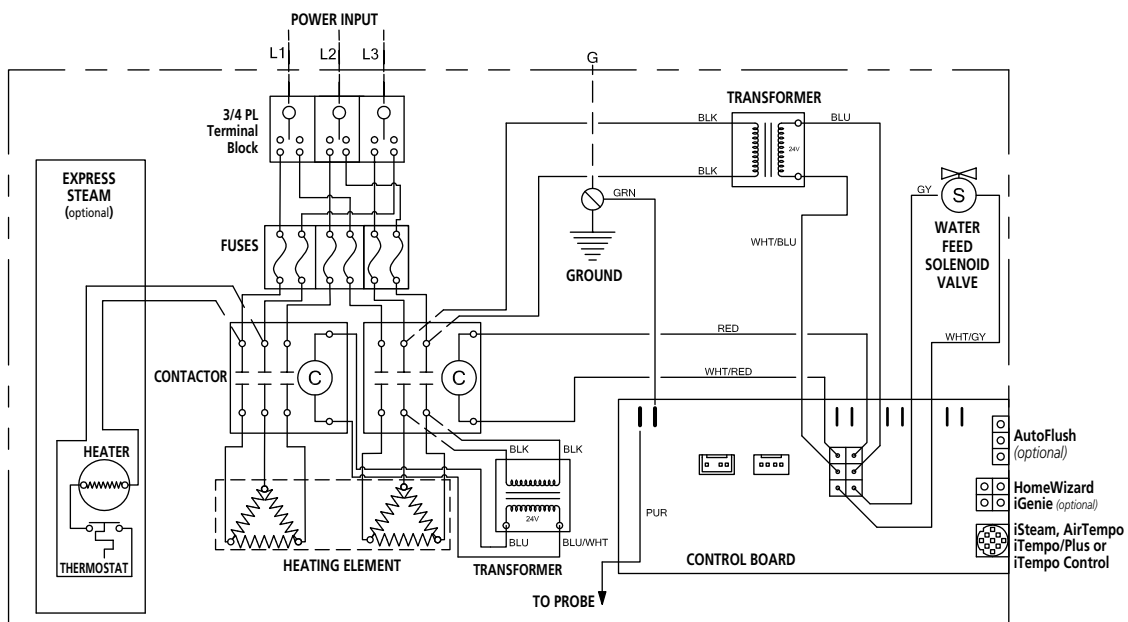 POWER INPUT
L1 L2 L3
G
3/4 PL
Terminal
Block
TRANSFORMER
BLK
BLU
24V
BLK
EXPRESS
STEAM
(optional)
GRN
GY
S
FUSES
WHT/BLU
WATER
FEED
SOLENOID
VALVE
GROUND
RED
WHT/GY
CONTACTOR
C
C
WHT/RED
HEATER
BLK
BLK
AutoFlush
(optional)
HomeWizard
iGenie (optional)
24V
PUR
iSteam, AirTempo
iTempo/Plus or
iTempo Control
BLU
BLU/WHT
THERMOSTAT
HEATING ELEMENT
TRANSFORMER
CONTROL BOARD
TO PROBE